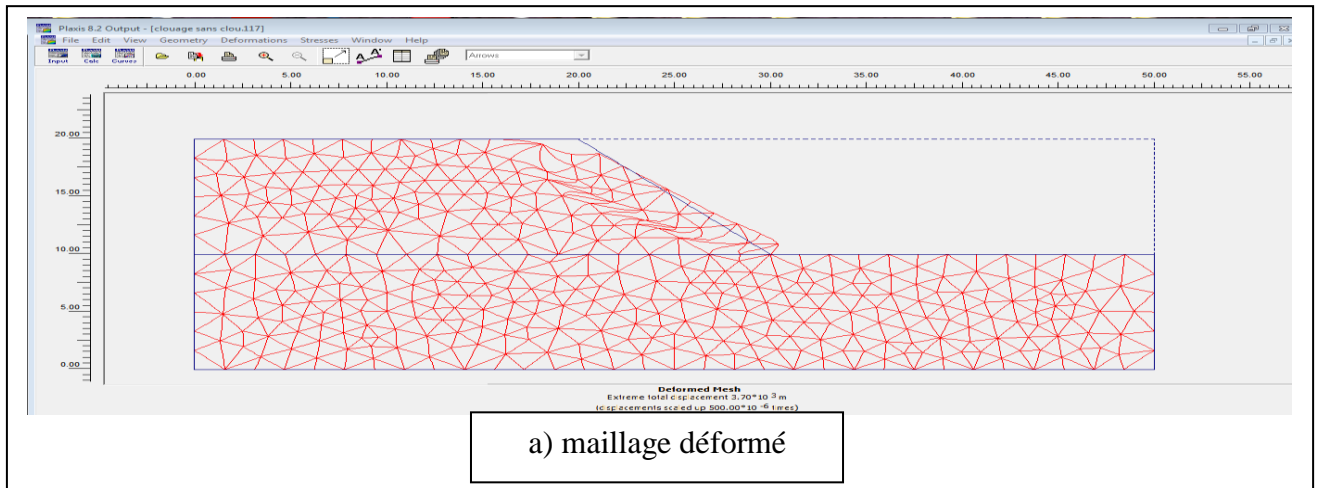 Plaxis 8.2 Output - [clouage sans clou.117]
File Edit View Geometry Deformations Stresses Window Help
Input Calc Curves Arrows
0.00 5.00 10.00 15.00 20.00 25.00 30.00 35.00 40.00 45.00 50.00 55.00
20.00
15.00
10.00
5.00
0.00
Deformed Mesh
Extreme total displacement 3.70*10 3 m
(displacements scaled up 500.00*10 -6 times)
a) maillage déformé